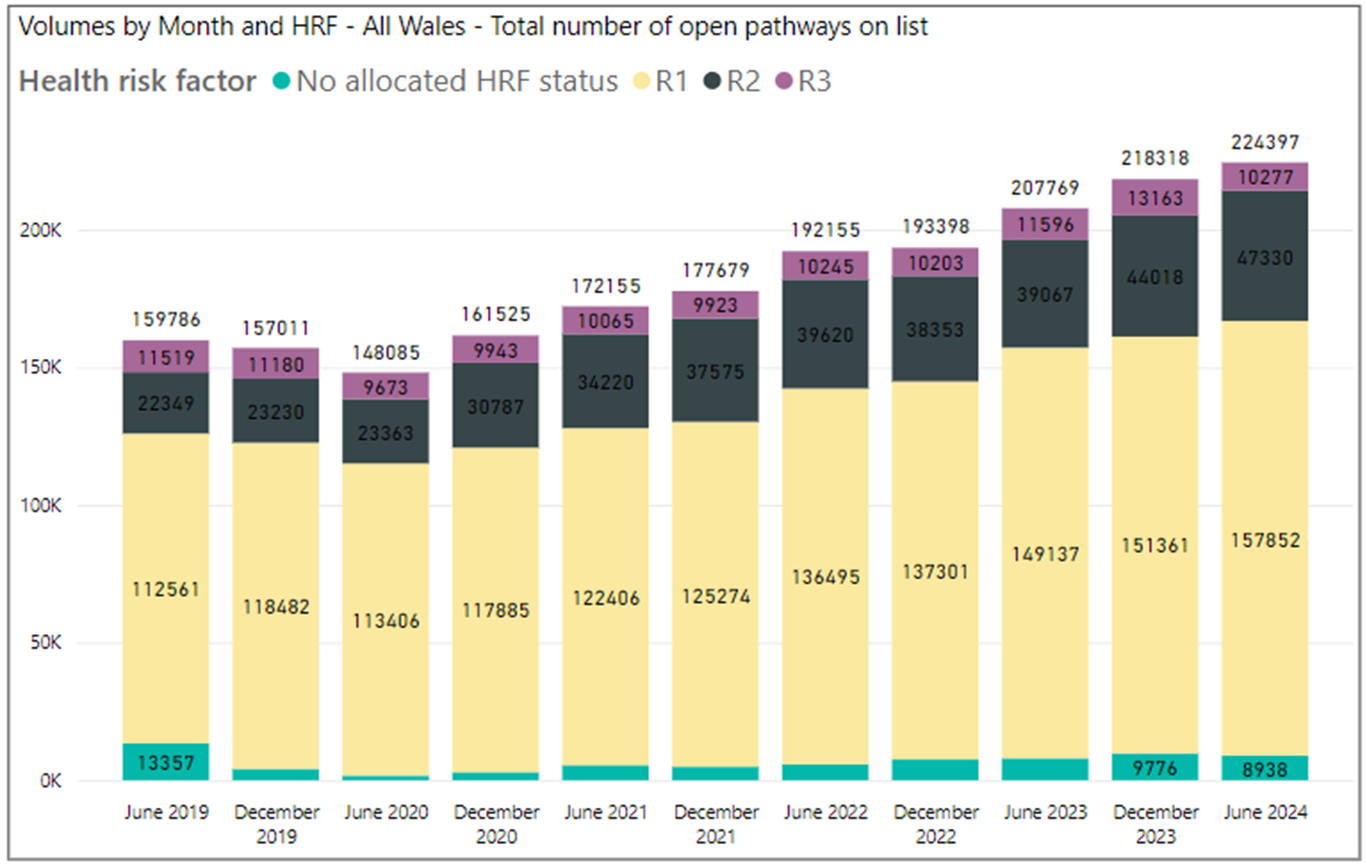 Volumes by Month and HRF - All Wales - Total number of open pathways on list
Health risk factor No allocated HRF status R1 R2 R3
224397
218318
10277
207769
13163
200K
192155
193398
11596
47330
177679
10245
10203
44018
172155
39067
159786
157011
161525
9923
39620
38353
148085
10065
150K
11519
11180
9943
37575
9673
34220
22349
23230
30787
23363
100K
112561
118482
113406
117885
122406
125274
136495
137301
149137
151361
157852
50K
13357
9776
8938
0K
June 2019
December
2019
June 2020
December
2020
June 2021
December
2021
June 2022
December
2022
June 2023
December
2023
June 2024